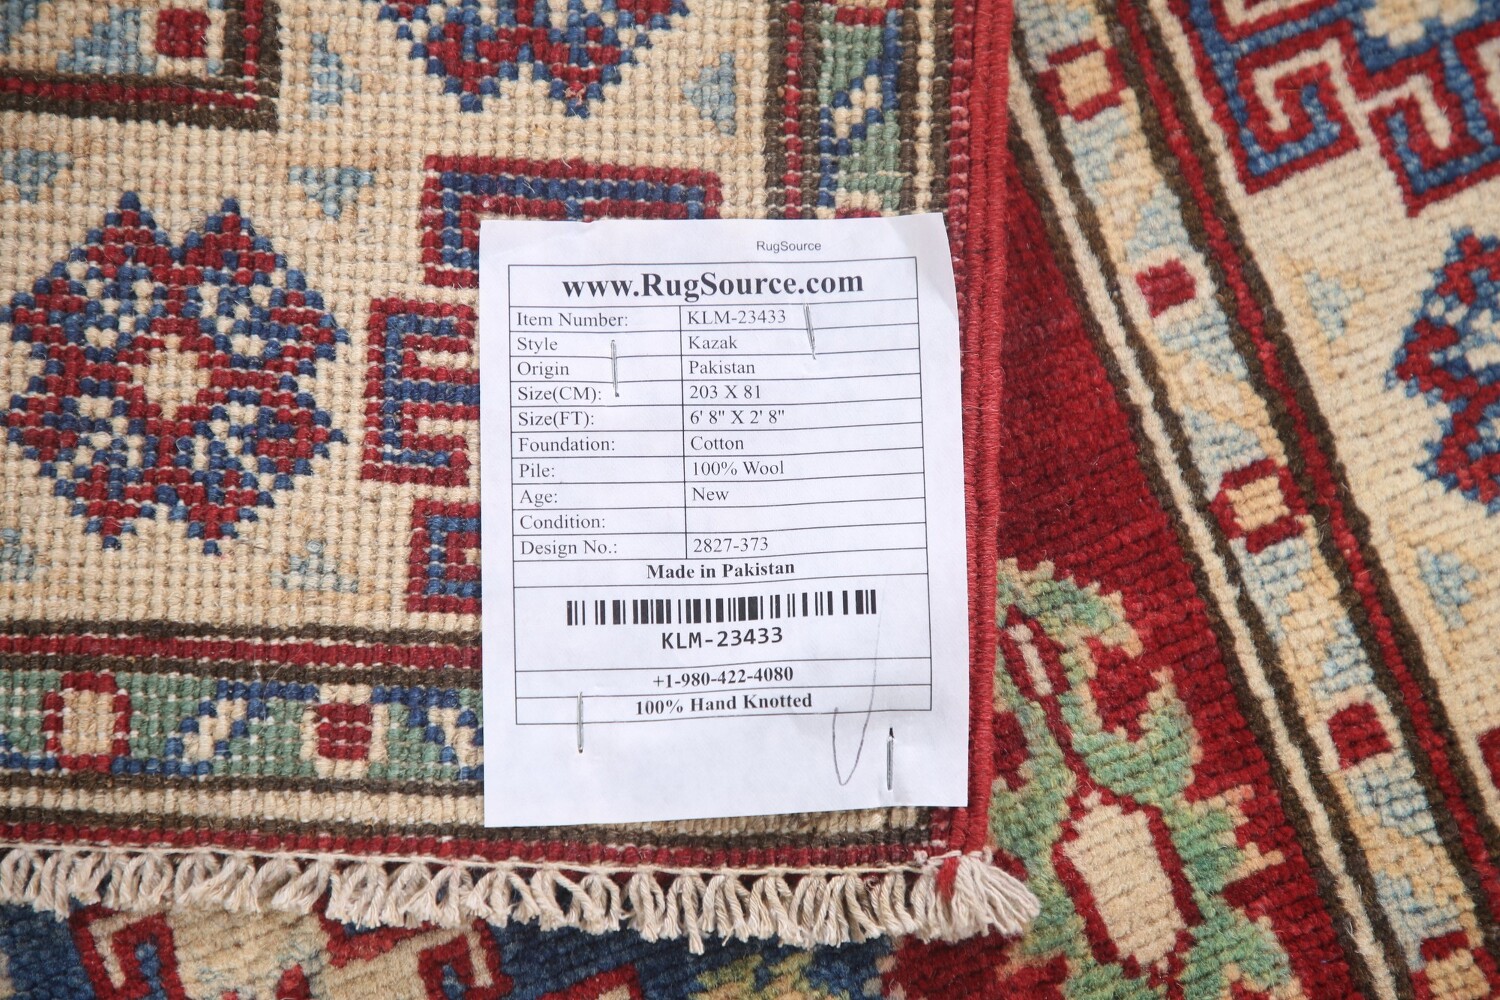 RugSource
www.RugSource.com
Item Number: KLM-23433
Style Kazak
Origin Pakistan
Size(CM): 203 X 81
Size(FT): 6' 8" X 2' 8"
Foundation: Cotton
Pile: 100% Wool
Age: New
Condition:
Design No.: 2827-373
Made in Pakistan
KLM-23433
+1-980-422-4080
100% Hand Knotted